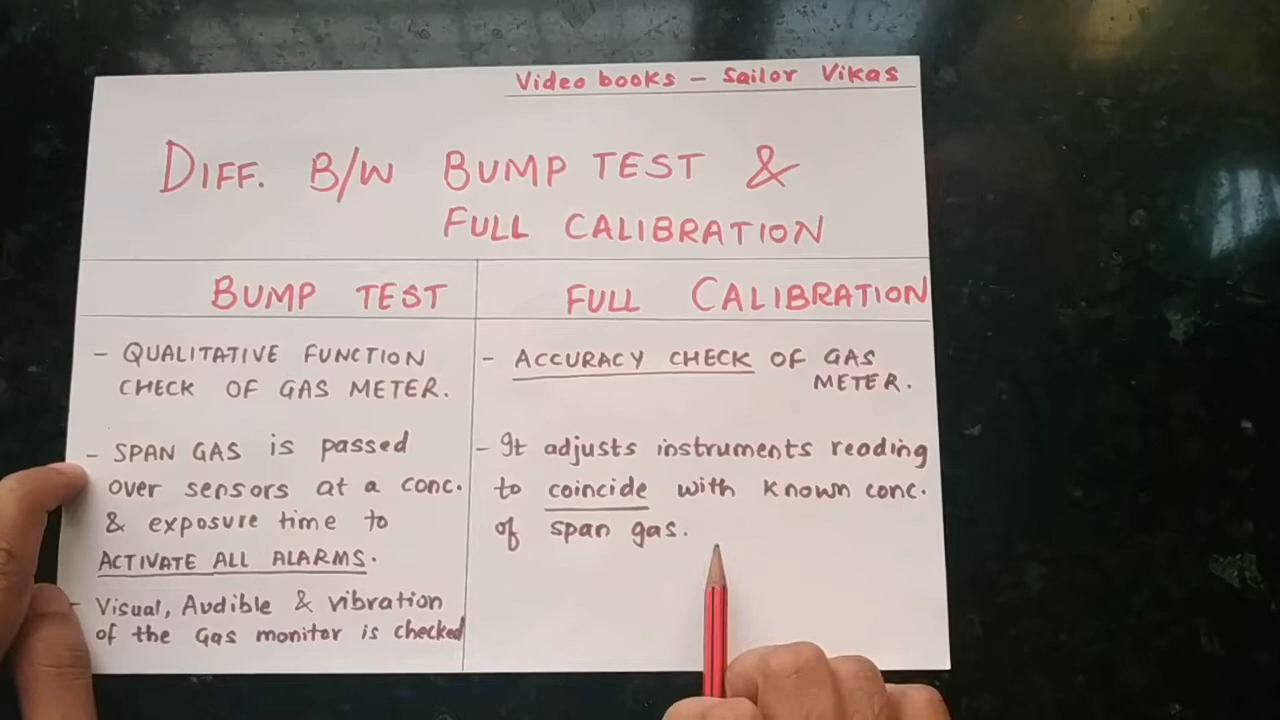 Video books - Sailor Vikas
DIFF. B/W BUMP TEST &
FULL CALIBRATION
BUMP TEST
- QUALITATIVE FUNCTION
CHECK OF GAS METER.
- SPAN GAS is passed
over sensors at a conc.
& exposure time to
ACTIVATE ALL ALARMS.
- Visual, Audible & vibration
of the Gas monitor is checked
FULL CALIBRATION
- ACCURACY CHECK OF GAS
METER.
- It adjusts instruments reading
to coincide with known conc.
of span gas.